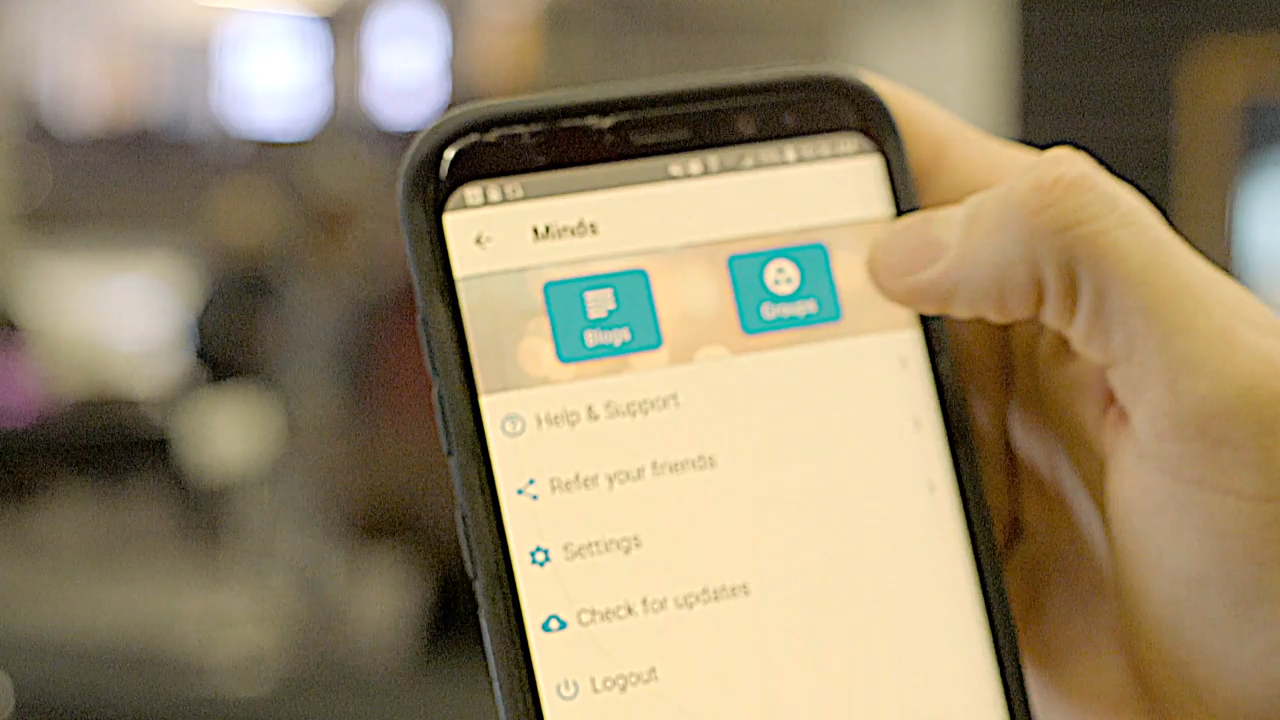 Minds
Blogs
Groups
Help & Support
Refer your friends
Settings
Check for updates
Logout